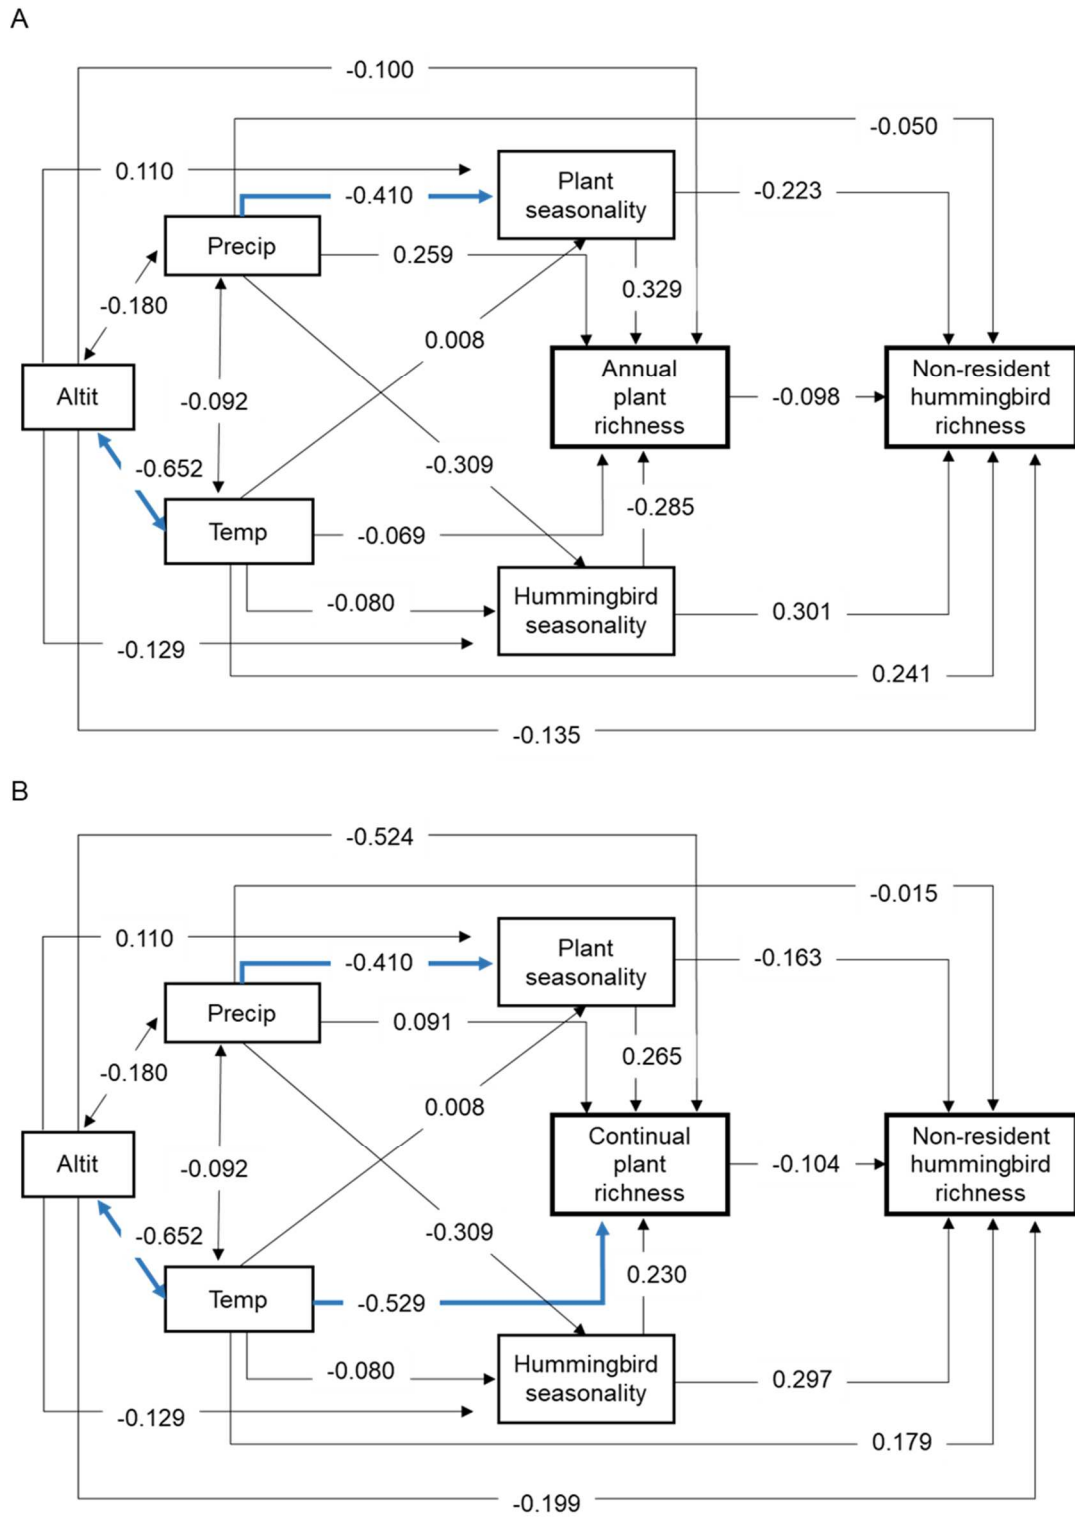 A
-0.100
-0.050
0.110
Plant
seasonality
-0.410
-0.223
Precip
0.259
0.329
-0.180
0.008
Altit
-0.092
Annual
plant
richness
-0.098
Non-resident
hummingbird
richness
-0.652
-0.309
-0.285
Temp
-0.069
-0.080
Hummingbird
seasonality
0.301
-0.129
0.241
-0.135
B
-0.524
-0.015
0.110
Plant
seasonality
-0.410
-0.163
Precip
0.091
0.265
-0.180
0.008
Altit
-0.092
Continual
plant
richness
-0.104
Non-resident
hummingbird
richness
-0.652
-0.309
0.230
Temp
-0.529
-0.080
Hummingbird
seasonality
0.297
-0.129
0.179
-0.199